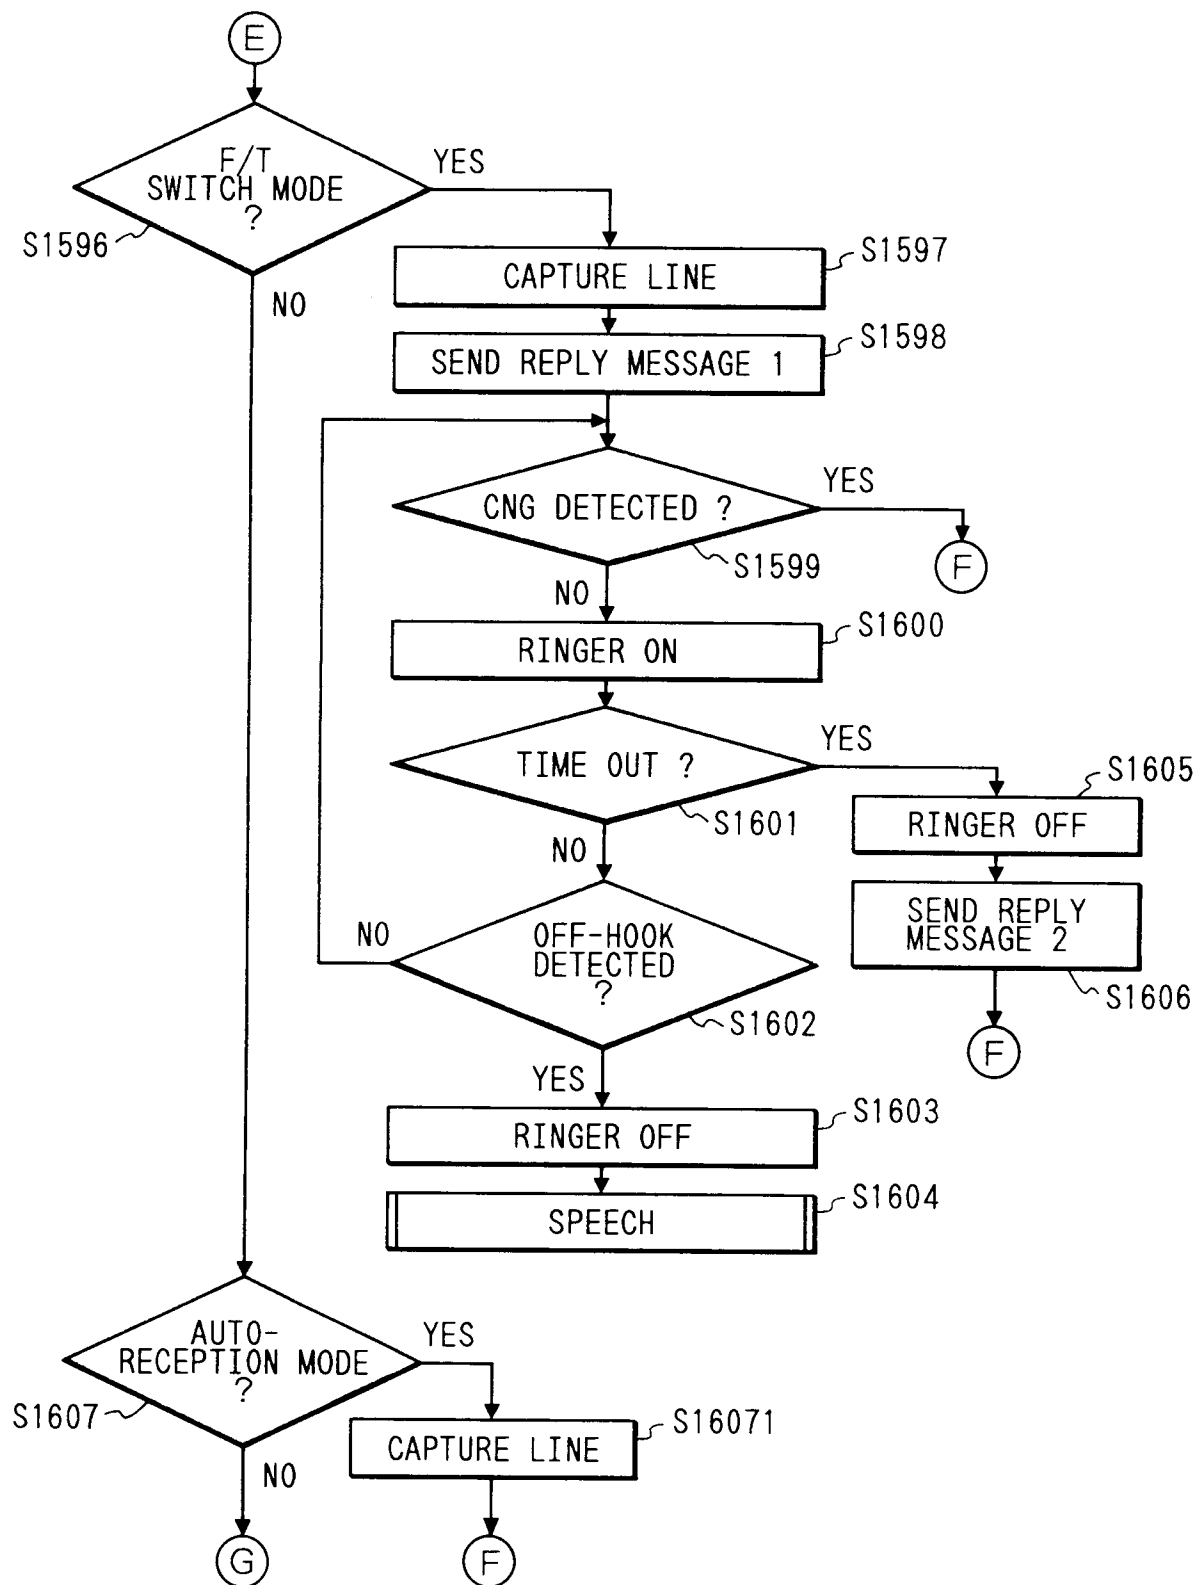 E
F/T
SWITCH MODE
?
YES
S1596
NO
CAPTURE LINE
S1597
SEND REPLY MESSAGE 1
S1598
CNG DETECTED ?
YES
S1599
F
NO
RINGER ON
S1600
TIME OUT ?
YES
S1601
NO
RINGER OFF
S1605
SEND REPLY
MESSAGE 2
S1606
F
OFF-HOOK
DETECTED
?
NO
S1602
YES
RINGER OFF
S1603
SPEECH
S1604
AUTO-
RECEPTION MODE
?
YES
S1607
NO
CAPTURE LINE
S16071
G
F